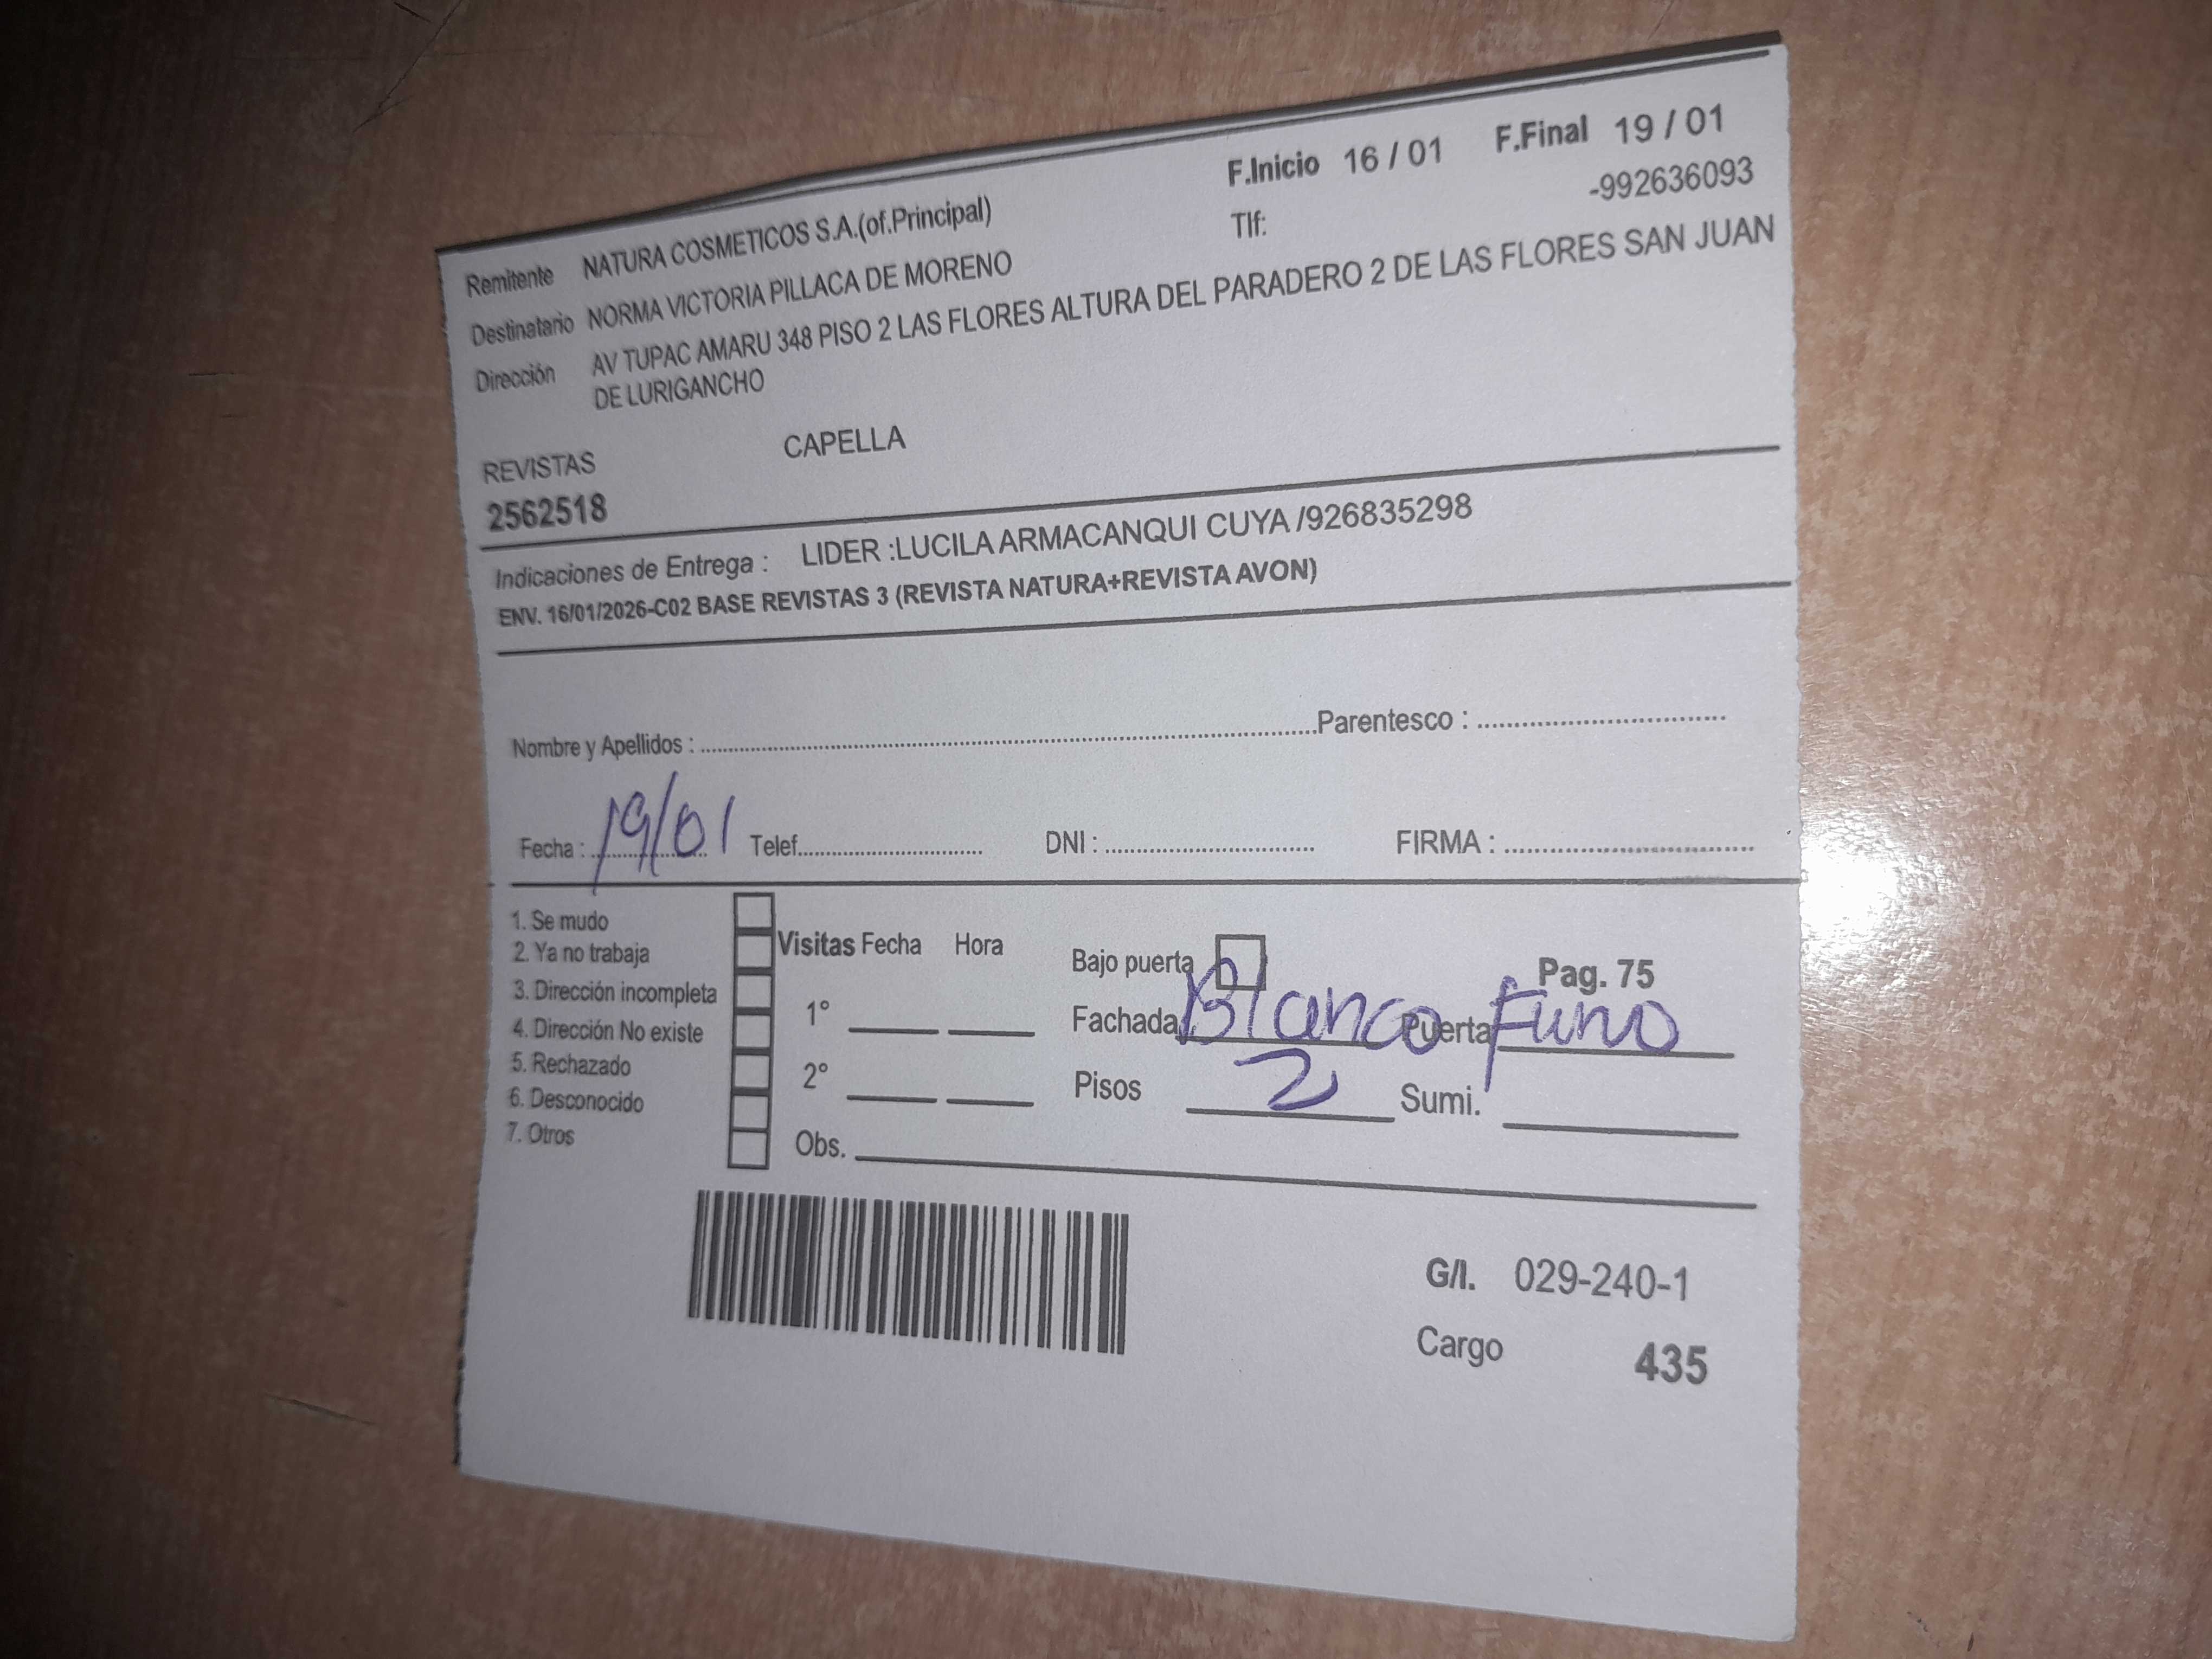 F.Inicio 16 / 01 F.Final 19 / 01
Remitente NATURA COSMETICOS S.A.(of.Principal) Tlf: -992636093
Destinatario NORMA VICTORIA PILLACA DE MORENO
Dirección AV TUPAC AMARU 348 PISO 2 LAS FLORES ALTURA DEL PARADERO 2 DE LAS FLORES SAN JUAN
DE LURIGANCHO
REVISTAS CAPELLA
2562518
Indicaciones de Entrega : LIDER :LUCILA ARMACANQUI CUYA /926835298
ENV. 16/01/2026-C02 BASE REVISTAS 3 (REVISTA NATURA+REVISTA AVON)
Nombre y Apellidos : Parentesco :
Fecha : 19/01 Telef. DNI : FIRMA :
1. Se mudo
2. Ya no trabaja
3. Dirección incompleta
4. Dirección No existe
5. Rechazado
6. Desconocido
7. Otros
Visitas Fecha Hora
1°
2°
Obs.
Bajo puerta Pag. 75
Fachada Blanco Puerta
Pisos 2 Sumi.
G/I. 029-240-1
Cargo 435